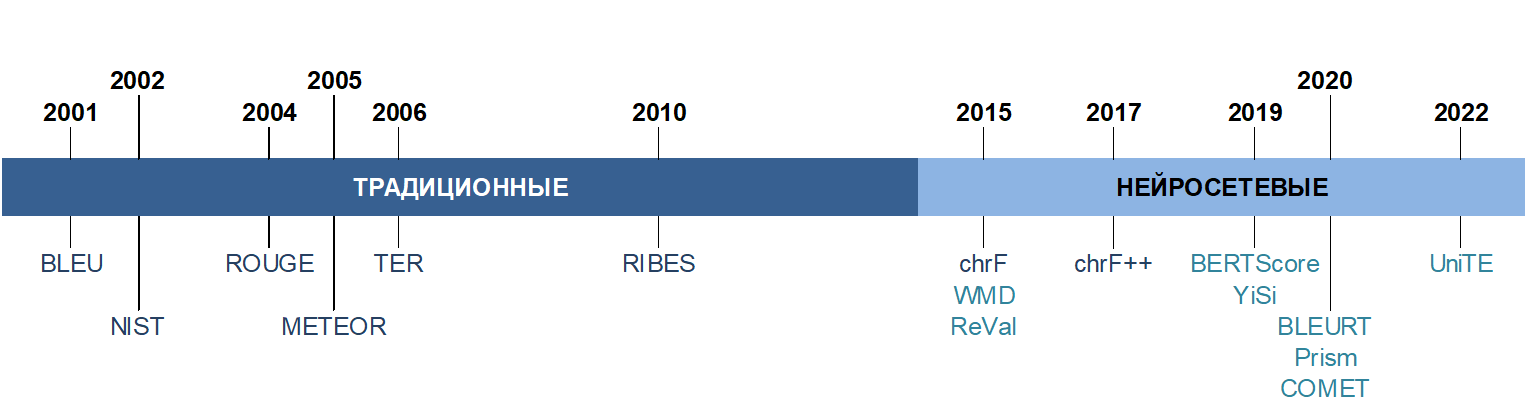 2002
2005
2020
2001
2004
2006
2010
2015
2017
2019
2022
ТРАДИЦИОННЫЕ
НЕЙРОСЕТЕВЫЕ
BLEU
ROUGE
TER
RIBES
chrF
chrF++
BERTScore
UniTE
WMD
YiSi
NIST
METEOR
ReVal
BLEURT
Prism
COMET